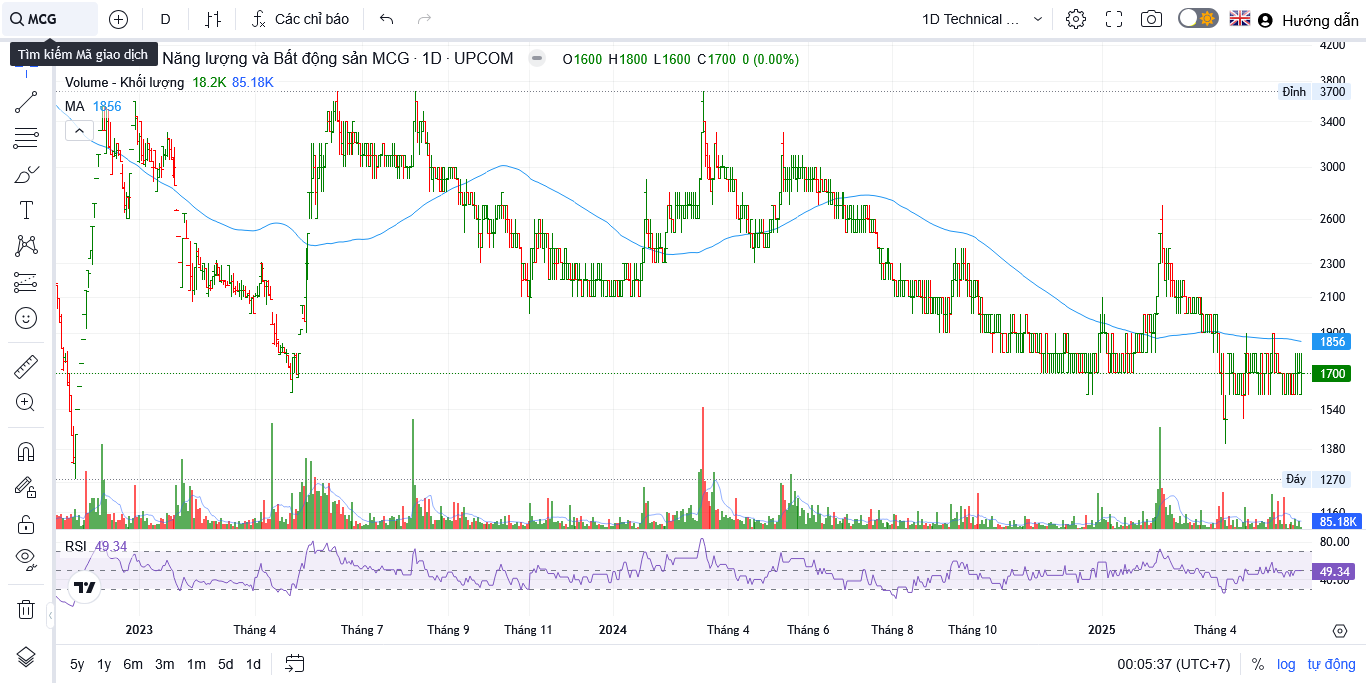 MCG
D
Các chỉ báo
1D Technical ...
Hướng dẫn
Tìm kiếm Mã giao dịch
Năng lượng và Bất động sản MCG · 1D · UPCOM
O1600 H1800 L1600 C1700 0 (0.00%)
Volume - Khối lượng 18.2K 85.18K
MA 1856
4200
3800
Đỉnh 3700
3400
3000
2600
2300
2100
1900
1856
1700
1540
1380
Đáy 1270
1160
85.18K
RSI 49.34
80.00
49.34
40.00
2023 Tháng 4 Tháng 7 Tháng 9 Tháng 11 2024 Tháng 4 Tháng 6 Tháng 8 Tháng 10 2025 Tháng 4
5y 1y 6m 3m 1m 5d 1d
00:05:37 (UTC+7) % log tự động